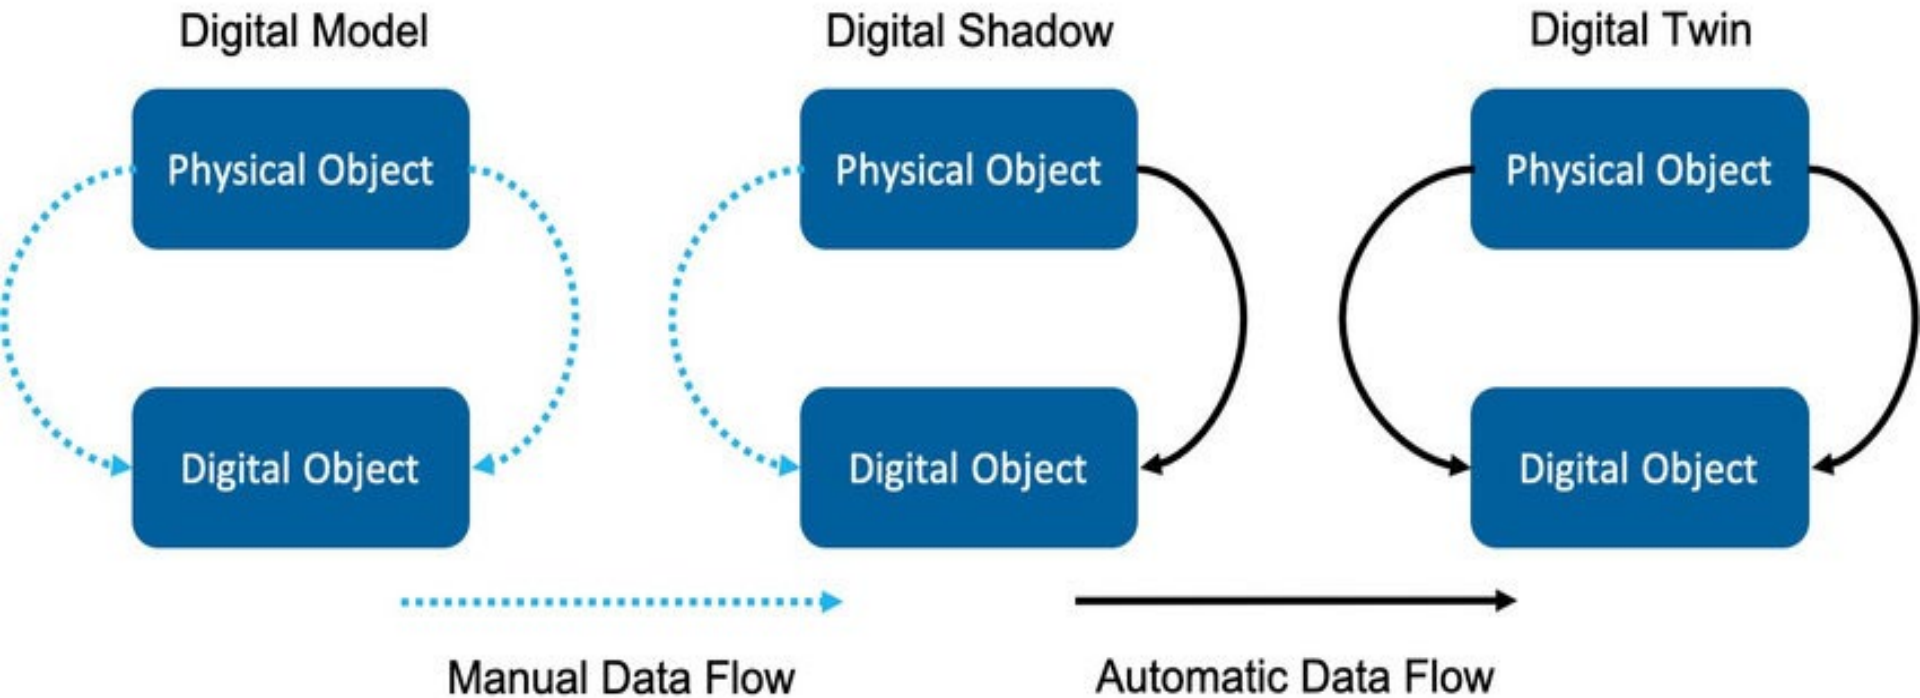 Digital Model
Digital Shadow
Digital Twin
Physical Object
Physical Object
Physical Object
Digital Object
Digital Object
Digital Object
Manual Data Flow
Automatic Data Flow